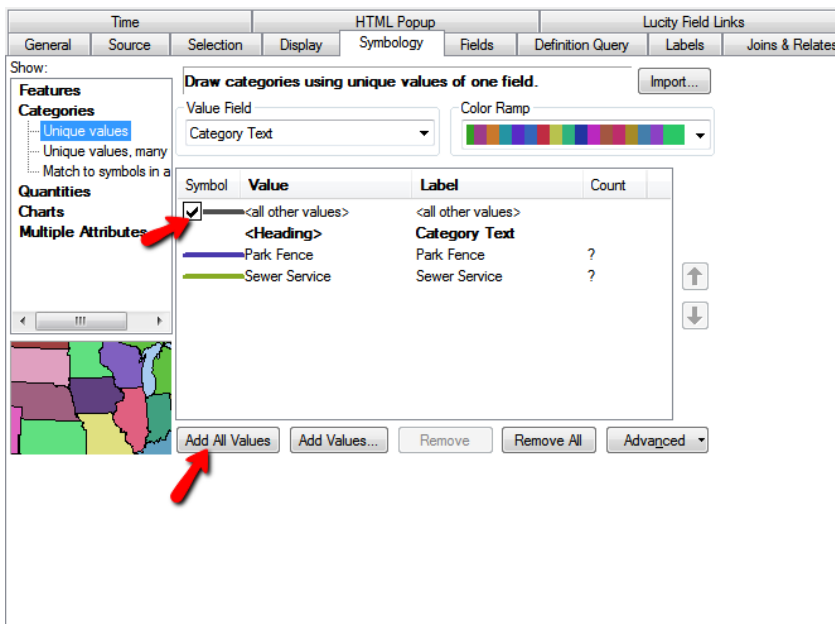 Time HTML Popup Lucity Field Links
General Source Selection Display Symbology Fields Definition Query Labels Joins & Relates
Show:
Features
Categories
Unique values
Unique values, many
Match to symbols in a
Quantities
Charts
Multiple Attributes
Draw categories using unique values of one field.
Import...
Value Field
Category Text
Color Ramp
Symbol Value Label Count
<all other values> <all other values>
<Heading> Category Text
Park Fence Park Fence ?
Sewer Service Sewer Service ?
Add All Values Add Values... Remove Remove All Advanced